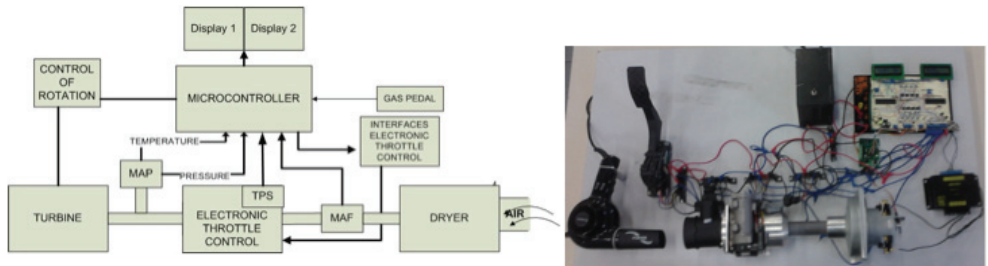 Display 1
Display 2
CONTROL
OF
ROTATION
MICROCONTROLLER
GAS PEDAL
INTERFACES
ELECTRONIC
THROTTLE
CONTROL
TEMPERATURE
MAP
PRESSURE
TPS
TURBINE
ELECTRONIC
THROTTLE
CONTROL
MAF
DRYER
AIR